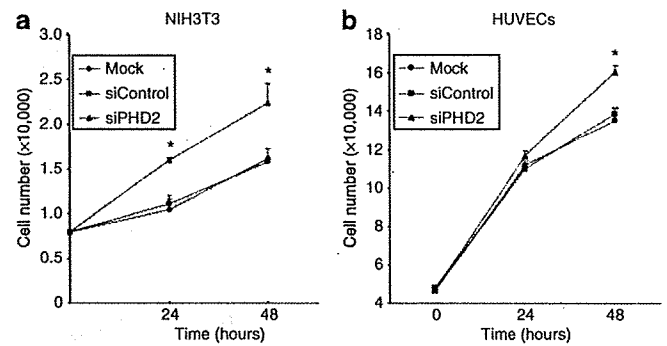 a
NIH3T3
Cell number (×10,000)
3.0
2.5
2.0
1.5
1.0
0.5
0
Mock
siControl
siPHD2
*
*
24
48
Time (hours)
b
HUVECs
Cell number (×10,000)
18
16
14
12
10
8
6
4
Mock
siControl
siPHD2
*
0
24
48
Time (hours)